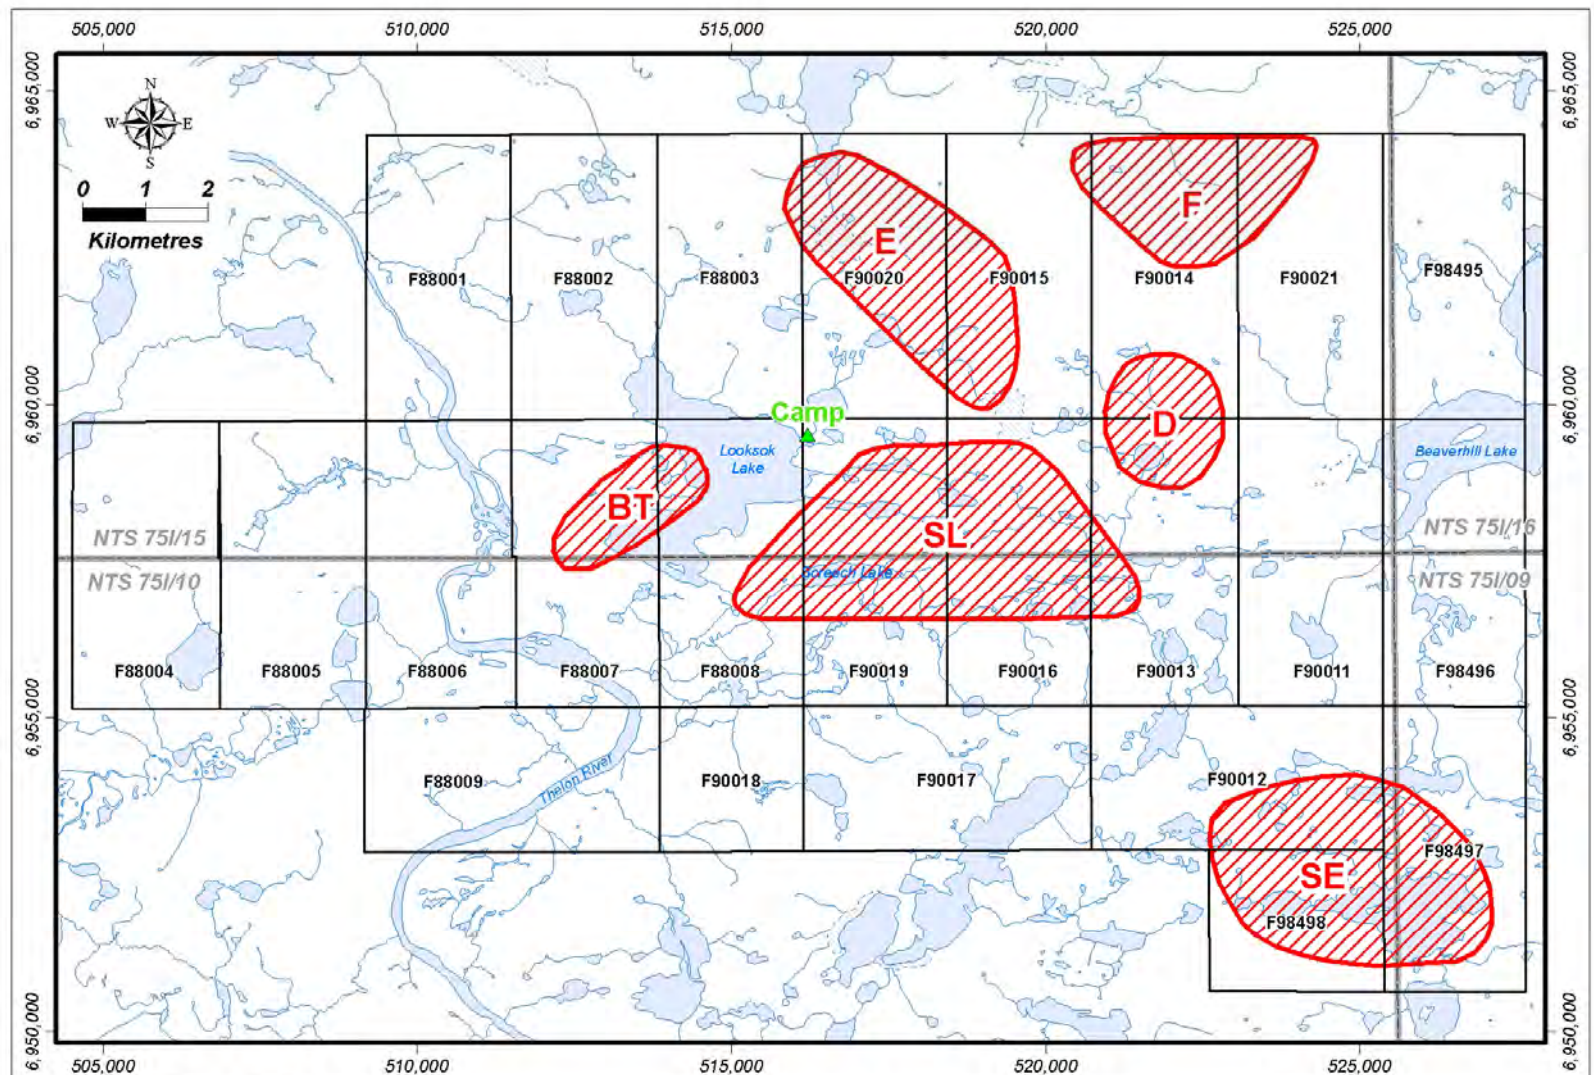 505,000 510,000 515,000 520,000 525,000
6,965,000 6,965,000
N
W E
S
0 1 2
Kilometres
E
F
F88001 F88002 F88003 F90020 F90015 F90014 F90021 F98495
6,960,000 6,960,000
Camp
D
Looksok
Lake
Beaverhill Lake
BT
SL
NTS 75I/15 NTS 75I/16
Screech Lake
NTS 75I/10 NTS 75I/09
F88004 F88005 F88006 F88007 F88008 F90019 F90016 F90013 F90011 F98496
6,955,000 6,955,000
F88009 Thelon River F90018 F90017 F90012
F98497
SE
F98498
6,950,000 6,950,000
505,000 510,000 515,000 520,000 525,000